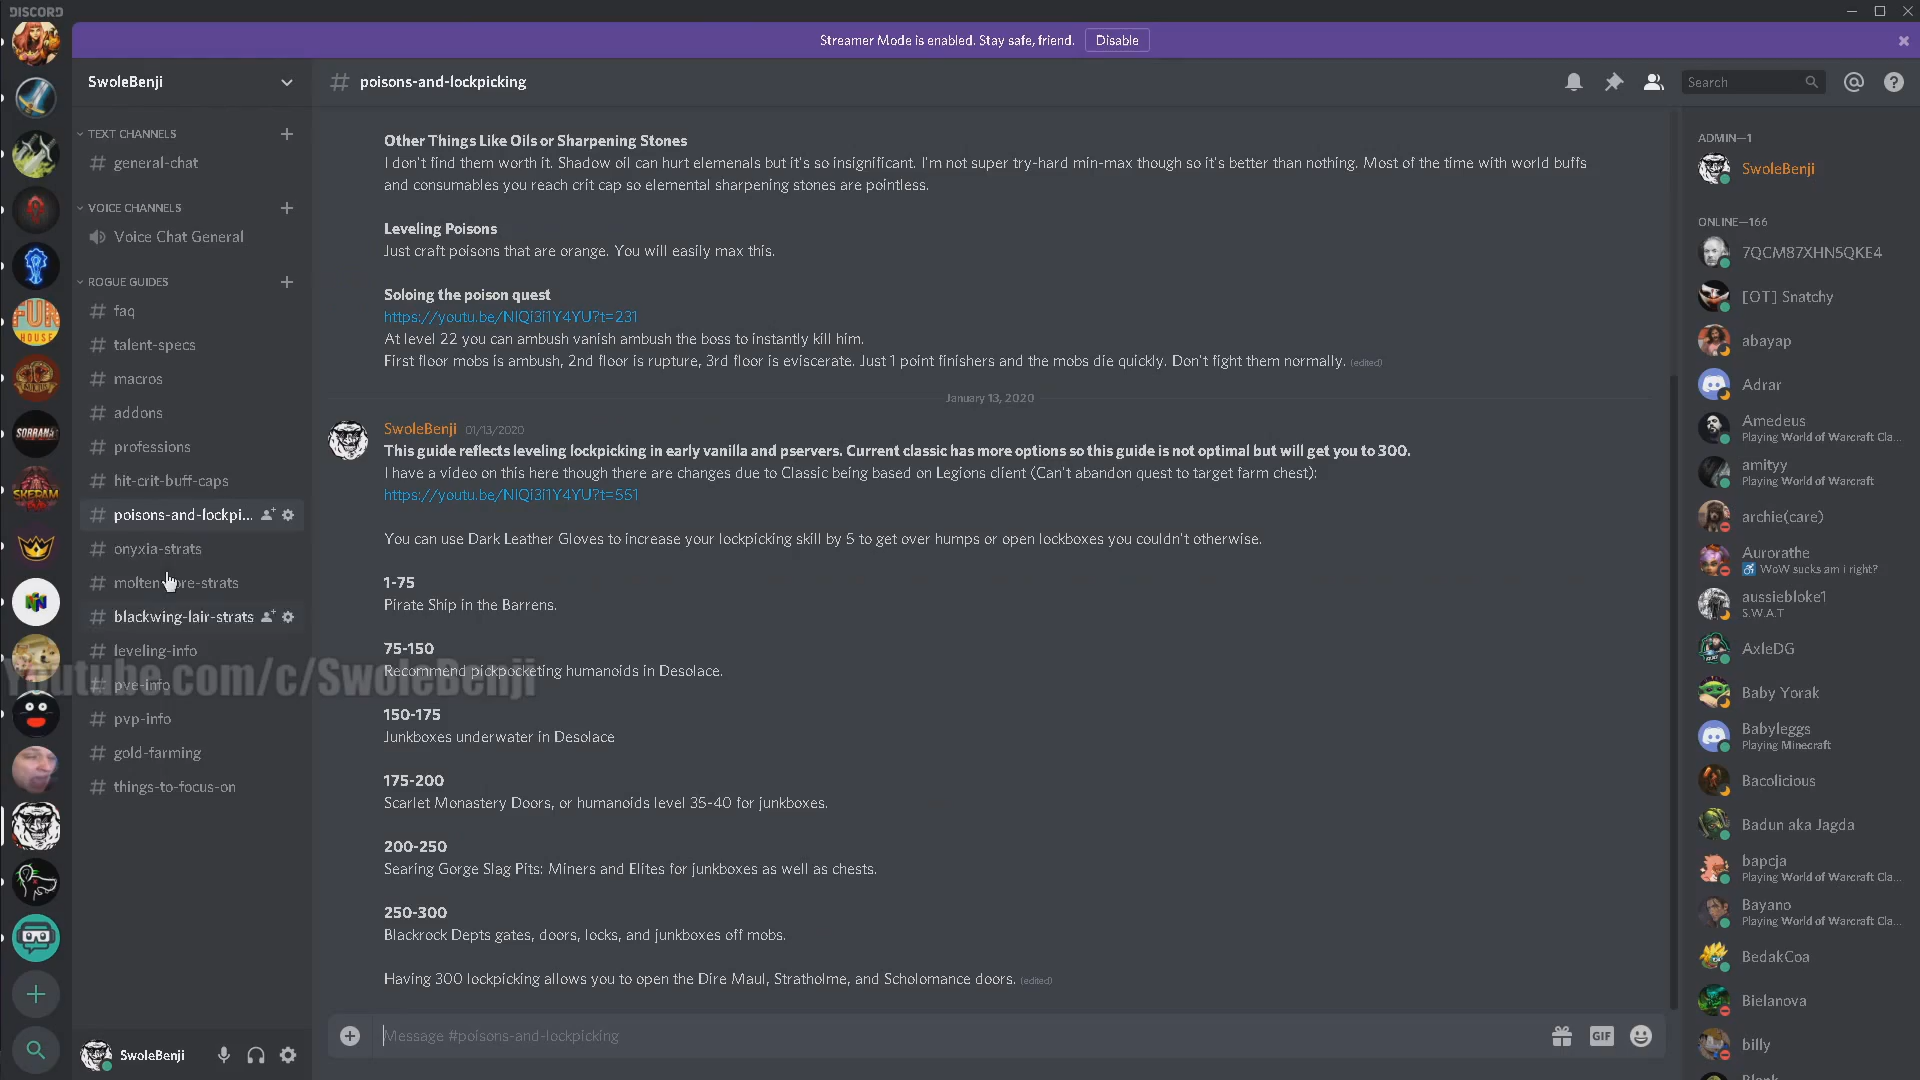 DISCORD
Streamer Mode is enabled. Stay safe, friend.
Disable
SwoleBenji
poisons-and-lockpicking
Search
TEXT CHANNELS
general-chat
VOICE CHANNELS
Voice Chat General
ROGUE GUIDES
faq
talent-specs
macros
addons
professions
hit-crit-buff-caps
poisons-and-lockpi...
onyxia-strats
molten ore-strats
blackwing-lair-strats
leveling-info
pve-info
pvp-info
gold-farming
things-to-focus-on
Youtube.com/c/SwoleBenji
FUN
HOUSE
SKERAM
SwoleBenji
Other Things Like Oils or Sharpening Stones
I don't find them worth it. Shadow oil can hurt elemenals but it's so insignificant. I'm not super try-hard min-max though so it's better than nothing. Most of the time with world buffs
and consumables you reach crit cap so elemental sharpening stones are pointless.
Leveling Poisons
Just craft poisons that are orange. You will easily max this.
Soloing the poison quest
https://youtu.be/NlQi3i1Y4YU?t=231
At level 22 you can ambush vanish ambush the boss to instantly kill him.
First floor mobs is ambush, 2nd floor is rupture, 3rd floor is eviscerate. Just 1 point finishers and the mobs die quickly. Don't fight them normally. (edited)
January 13, 2020
SwoleBenji 01/13/2020
This guide reflects leveling lockpicking in early vanilla and pservers. Current classic has more options so this guide is not optimal but will get you to 300.
I have a video on this here though there are changes due to Classic being based on Legions client (Can't abandon quest to target farm chest):
https://youtu.be/NlQi3i1Y4YU?t=551
You can use Dark Leather Gloves to increase your lockpicking skill by 5 to get over humps or open lockboxes you couldn't otherwise.
1-75
Pirate Ship in the Barrens.
75-150
Recommend pickpocketing humanoids in Desolace.
150-175
Junkboxes underwater in Desolace
175-200
Scarlet Monastery Doors, or humanoids level 35-40 for junkboxes.
200-250
Searing Gorge Slag Pits: Miners and Elites for junkboxes as well as chests.
250-300
Blackrock Depts gates, doors, locks, and junkboxes off mobs.
Having 300 lockpicking allows you to open the Dire Maul, Stratholme, and Scholomance doors. (edited)
Message #poisons-and-lockpicking
GIF
ADMIN—1
SwoleBenji
ONLINE—166
7QCM87XHN5QKE4
[OT] Snatchy
abayap
Adrar
Amedeus
Playing World of Warcraft Cla...
amityy
Playing World of Warcraft
archie(care)
Aurorathe
WoW sucks am i right?
aussiebloke1
S.W.A.T
AxleDG
Baby Yorak
Babyleggs
Playing Minecraft
Bacolicious
Badun aka Jagda
bapcja
Playing World of Warcraft Cla...
Bayano
Playing World of Warcraft Cla...
BedakCoa
Bielanova
billy